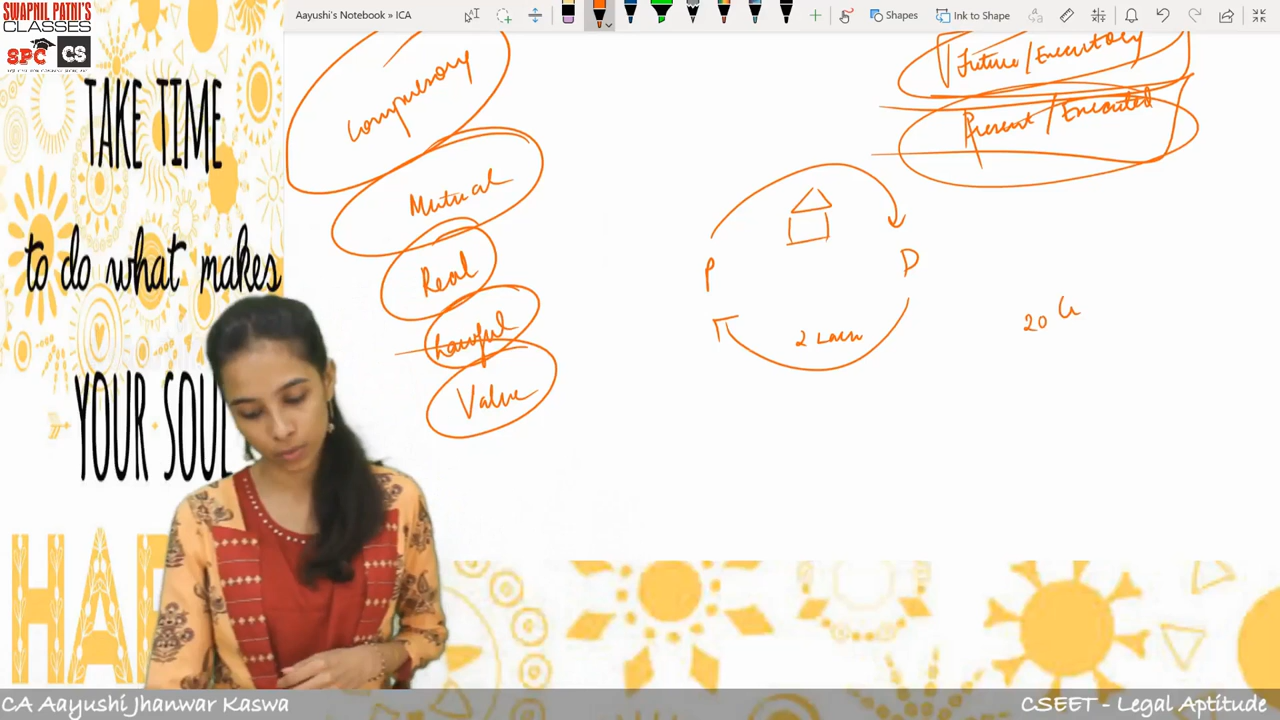 SWAPNIL PATNI'S
CLASSES
SPC CS
TAKE TIME
to do what makes
YOUR SOUL
HAP
Aayushi's Notebook » ICA
Shapes
Ink to Shape
Compulsory
Mutual
Real
Lawful
Value
Future / Executory
Present / Executed
P
D
2 Lacs
20
CA Aayushi Jhanwar Kaswa
CSEET - Legal Aptitude